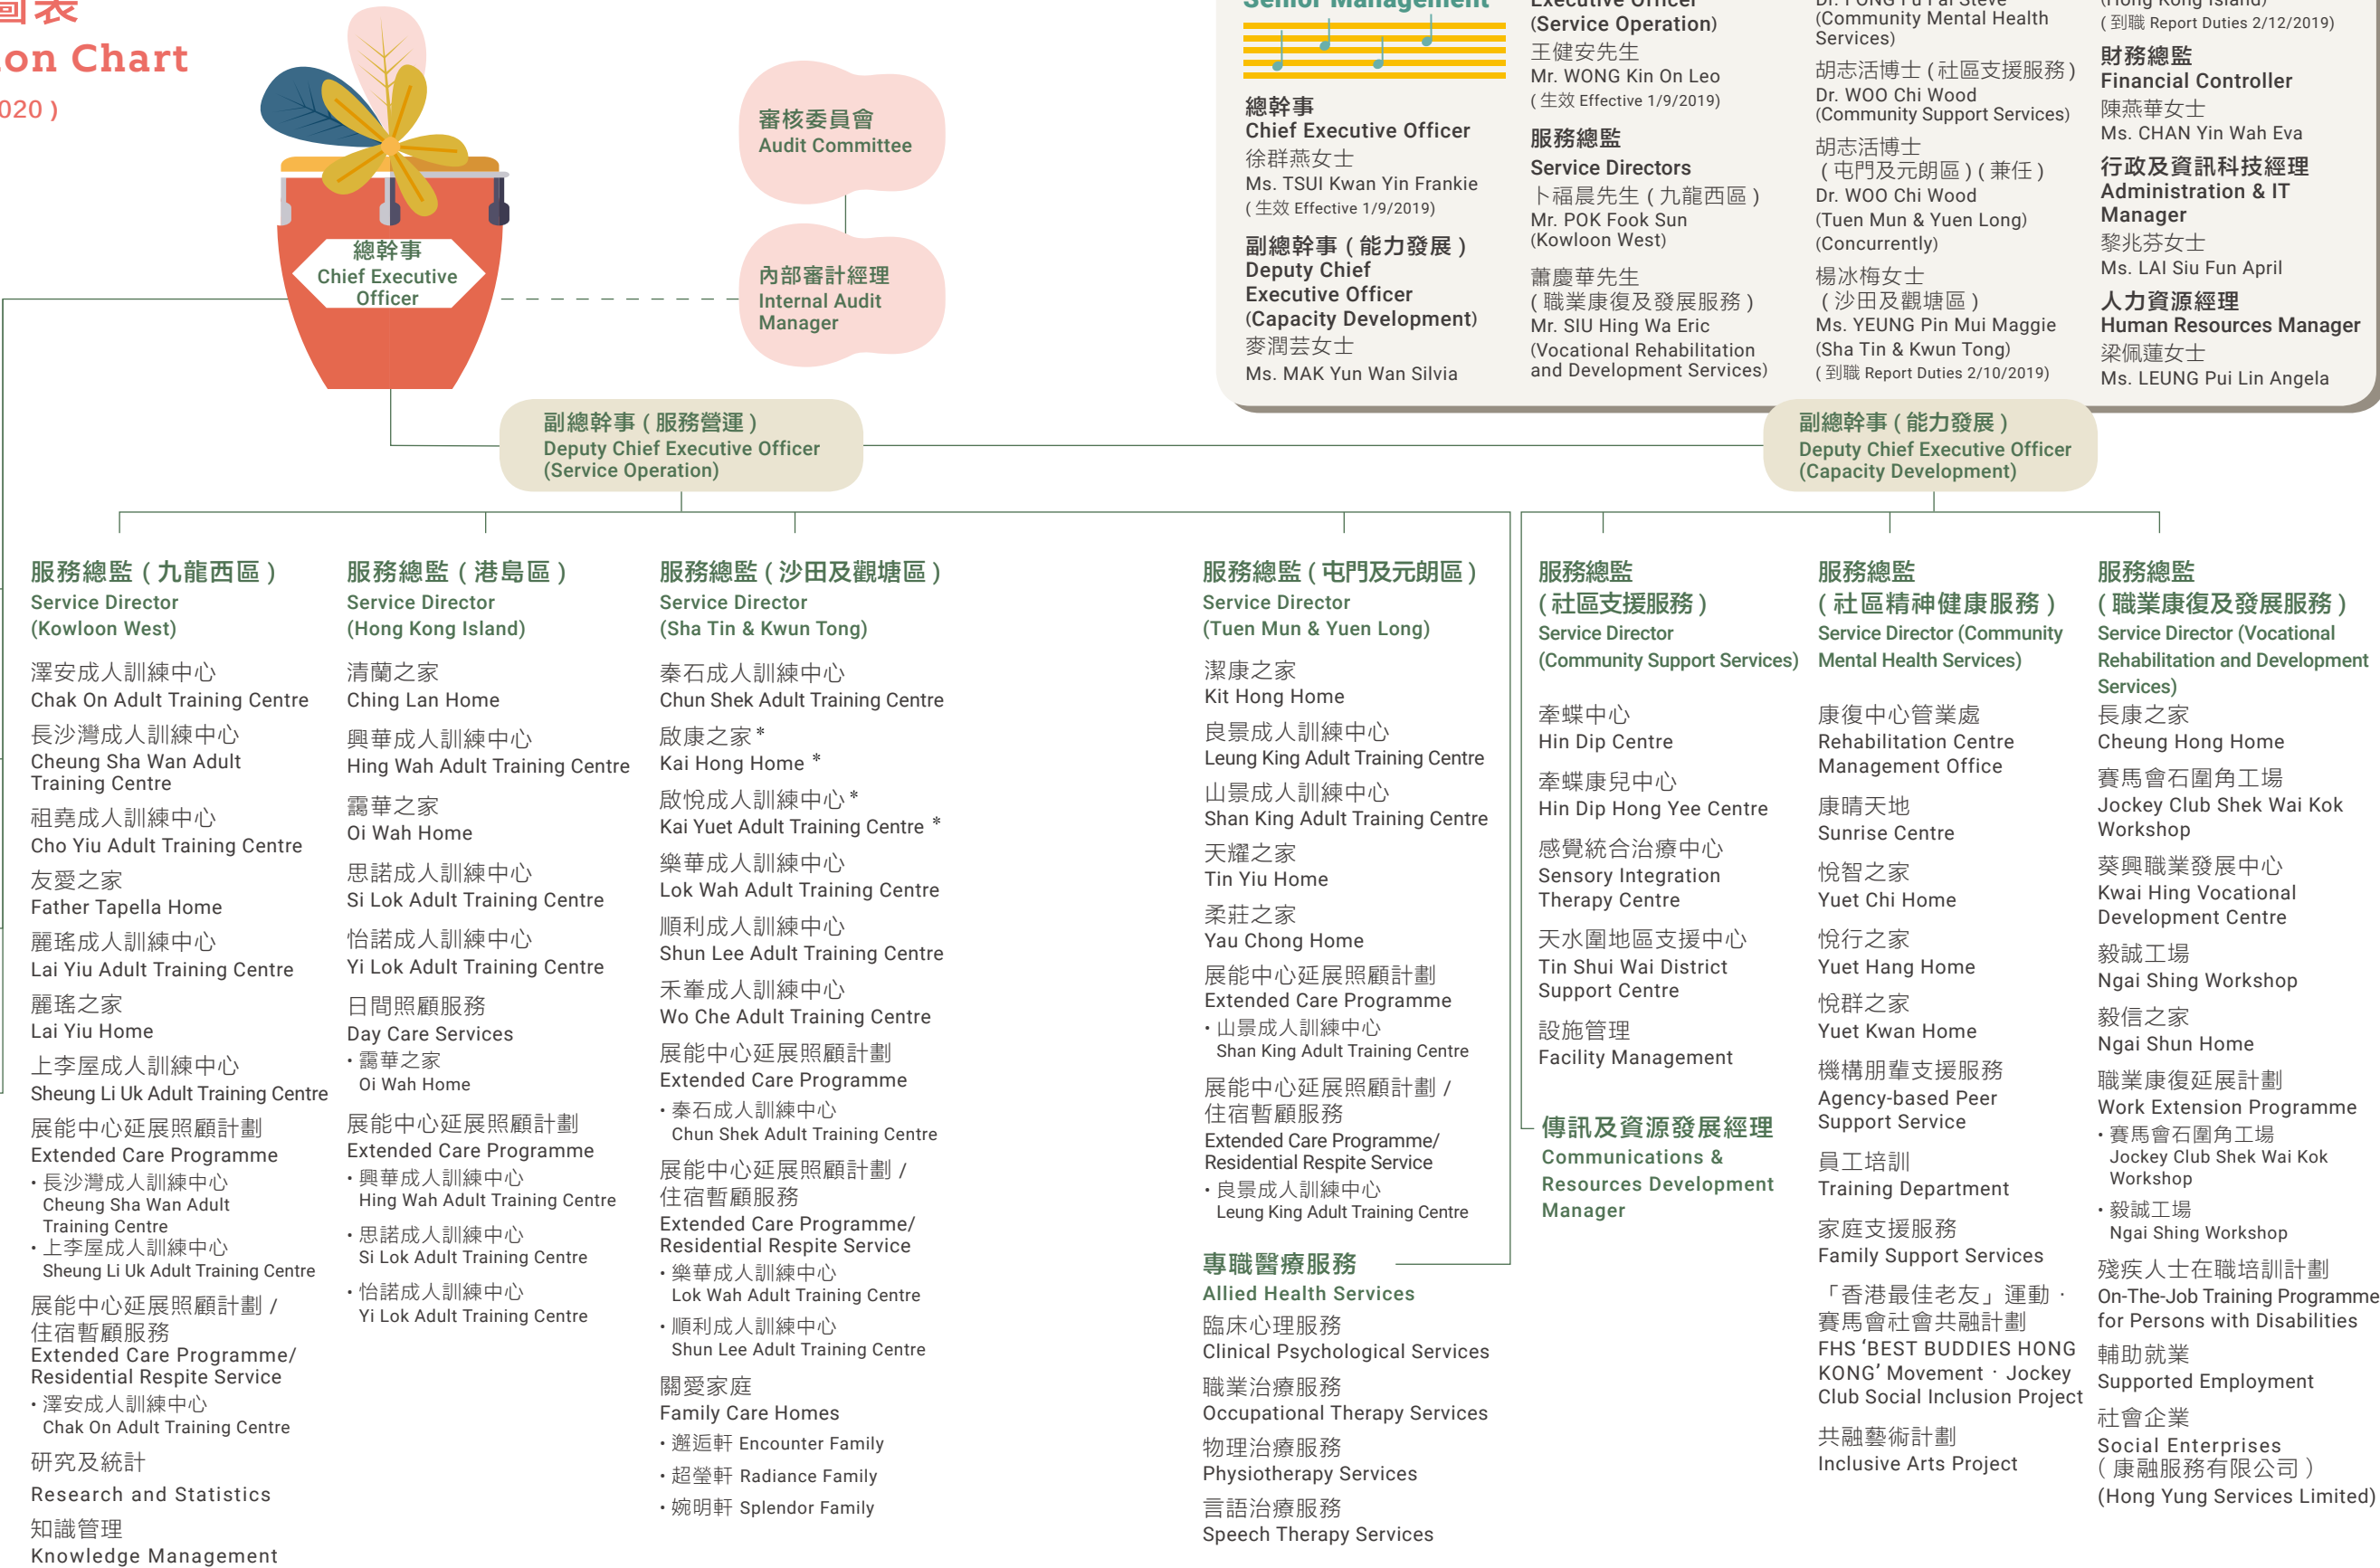 圖表
on Chart
020 )
總幹事
Chief Executive
Officer
審核委員會
Audit Committee
內部審計經理
Internal Audit
Manager
Senior Management
總幹事
Chief Executive Officer
徐群燕女士
Ms. TSUI Kwan Yin Frankie
( 生效 Effective 1/9/2019)
副總幹事 ( 能力發展 )
Deputy Chief
Executive Officer
(Capacity Development)
麥潤芸女士
Ms. MAK Yun Wan Silvia
Executive Officer
(Service Operation)
王健安先生
Mr. WONG Kin On Leo
( 生效 Effective 1/9/2019)
服務總監
Service Directors
卜福晨先生 ( 九龍西區 )
Mr. POK Fook Sun
(Kowloon West)
蕭慶華先生
( 職業康復及發展服務 )
Mr. SIU Hing Wa Eric
(Vocational Rehabilitation
and Development Services)
(Community Mental Health
Services)
胡志活博士 ( 社區支援服務 )
Dr. WOO Chi Wood
(Community Support Services)
胡志活博士
( 屯門及元朗區 ) ( 兼任 )
Dr. WOO Chi Wood
(Tuen Mun & Yuen Long)
(Concurrently)
楊冰梅女士
( 沙田及觀塘區 )
Ms. YEUNG Pin Mui Maggie
(Sha Tin & Kwun Tong)
( 到職 Report Duties 2/10/2019)
(Hong Kong Island)
( 到職 Report Duties 2/12/2019)
財務總監
Financial Controller
陳燕華女士
Ms. CHAN Yin Wah Eva
行政及資訊科技經理
Administration & IT
Manager
黎兆芬女士
Ms. LAI Siu Fun April
人力資源經理
Human Resources Manager
梁佩蓮女士
Ms. LEUNG Pui Lin Angela
副總幹事 ( 服務營運 )
Deputy Chief Executive Officer
(Service Operation)
副總幹事 ( 能力發展 )
Deputy Chief Executive Officer
(Capacity Development)
服務總監 ( 九龍西區 )
Service Director
(Kowloon West)
澤安成人訓練中心
Chak On Adult Training Centre
長沙灣成人訓練中心
Cheung Sha Wan Adult
Training Centre
祖堯成人訓練中心
Cho Yiu Adult Training Centre
友愛之家
Father Tapella Home
麗瑤成人訓練中心
Lai Yiu Adult Training Centre
麗瑤之家
Lai Yiu Home
上李屋成人訓練中心
Sheung Li Uk Adult Training Centre
展能中心延展照顧計劃
Extended Care Programme
• 長沙灣成人訓練中心
Cheung Sha Wan Adult
Training Centre
• 上李屋成人訓練中心
Sheung Li Uk Adult Training Centre
展能中心延展照顧計劃 /
住宿暫顧服務
Extended Care Programme/
Residential Respite Service
• 澤安成人訓練中心
Chak On Adult Training Centre
研究及統計
Research and Statistics
知識管理
Knowledge Management
服務總監 ( 港島區 )
Service Director
(Hong Kong Island)
清蘭之家
Ching Lan Home
興華成人訓練中心
Hing Wah Adult Training Centre
靄華之家
Oi Wah Home
思諾成人訓練中心
Si Lok Adult Training Centre
怡諾成人訓練中心
Yi Lok Adult Training Centre
日間照顧服務
Day Care Services
• 靄華之家
Oi Wah Home
展能中心延展照顧計劃
Extended Care Programme
• 興華成人訓練中心
Hing Wah Adult Training Centre
• 思諾成人訓練中心
Si Lok Adult Training Centre
• 怡諾成人訓練中心
Yi Lok Adult Training Centre
服務總監 ( 沙田及觀塘區 )
Service Director
(Sha Tin & Kwun Tong)
秦石成人訓練中心
Chun Shek Adult Training Centre
啟康之家 *
Kai Hong Home *
啟悅成人訓練中心 *
Kai Yuet Adult Training Centre *
樂華成人訓練中心
Lok Wah Adult Training Centre
順利成人訓練中心
Shun Lee Adult Training Centre
禾輋成人訓練中心
Wo Che Adult Training Centre
展能中心延展照顧計劃
Extended Care Programme
• 秦石成人訓練中心
Chun Shek Adult Training Centre
展能中心延展照顧計劃 /
住宿暫顧服務
Extended Care Programme/
Residential Respite Service
• 樂華成人訓練中心
Lok Wah Adult Training Centre
• 順利成人訓練中心
Shun Lee Adult Training Centre
關愛家庭
Family Care Homes
• 邂逅軒 Encounter Family
• 超瑩軒 Radiance Family
• 婉明軒 Splendor Family
服務總監 ( 屯門及元朗區 )
Service Director
(Tuen Mun & Yuen Long)
潔康之家
Kit Hong Home
良景成人訓練中心
Leung King Adult Training Centre
山景成人訓練中心
Shan King Adult Training Centre
天耀之家
Tin Yiu Home
柔莊之家
Yau Chong Home
展能中心延展照顧計劃
Extended Care Programme
• 山景成人訓練中心
Shan King Adult Training Centre
展能中心延展照顧計劃 /
住宿暫顧服務
Extended Care Programme/
Residential Respite Service
• 良景成人訓練中心
Leung King Adult Training Centre
專職醫療服務
Allied Health Services
臨床心理服務
Clinical Psychological Services
職業治療服務
Occupational Therapy Services
物理治療服務
Physiotherapy Services
言語治療服務
Speech Therapy Services
服務總監
( 社區支援服務 )
Service Director
(Community Support Services)
牽蝶中心
Hin Dip Centre
牽蝶康兒中心
Hin Dip Hong Yee Centre
感覺統合治療中心
Sensory Integration
Therapy Centre
天水圍地區支援中心
Tin Shui Wai District
Support Centre
設施管理
Facility Management
傳訊及資源發展經理
Communications &
Resources Development
Manager
服務總監
( 社區精神健康服務 )
Service Director (Community
Mental Health Services)
康復中心管業處
Rehabilitation Centre
Management Office
康晴天地
Sunrise Centre
悅智之家
Yuet Chi Home
悅行之家
Yuet Hang Home
悅群之家
Yuet Kwan Home
機構朋輩支援服務
Agency-based Peer
Support Service
員工培訓
Training Department
家庭支援服務
Family Support Services
「香港最佳老友」運動 ·
賽馬會社會共融計劃
FHS ‘BEST BUDDIES HONG
KONG’ Movement · Jockey
Club Social Inclusion Project
共融藝術計劃
Inclusive Arts Project
服務總監
( 職業康復及發展服務 )
Service Director (Vocational
Rehabilitation and Development
Services)
長康之家
Cheung Hong Home
賽馬會石圍角工場
Jockey Club Shek Wai Kok
Workshop
葵興職業發展中心
Kwai Hing Vocational
Development Centre
毅誠工場
Ngai Shing Workshop
毅信之家
Ngai Shun Home
職業康復延展計劃
Work Extension Programme
• 賽馬會石圍角工場
Jockey Club Shek Wai Kok
Workshop
• 毅誠工場
Ngai Shing Workshop
殘疾人士在職培訓計劃
On-The-Job Training Programme
for Persons with Disabilities
輔助就業
Supported Employment
社會企業
Social Enterprises
( 康融服務有限公司 )
(Hong Yung Services Limited)